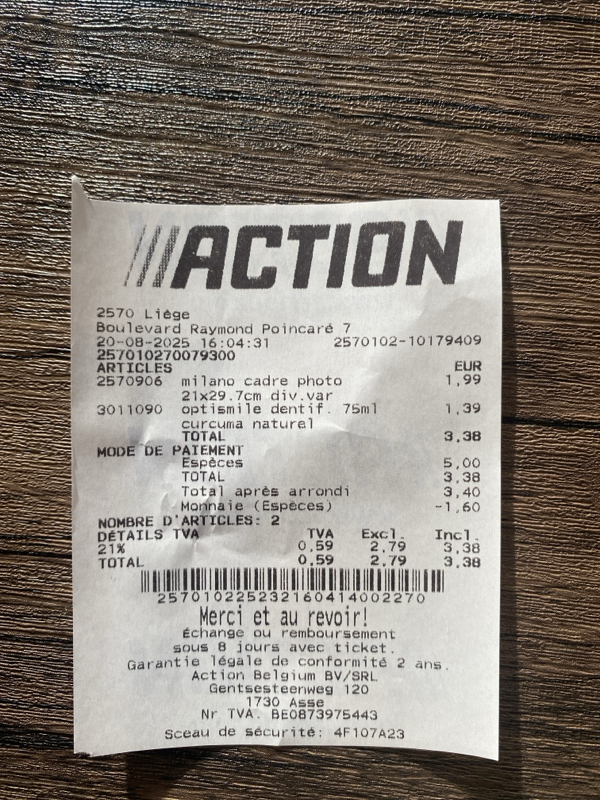 ACTION
2570 Liège
Boulevard Raymond Poincaré 7
20-08-2025 16:04:31 2570102-10179409
257010270079300
ARTICLES EUR
2570906 milano cadre photo 1,99
21x29.7cm div.var
3011090 optismile dentif. 75ml 1,39
curcuma naturel
TOTAL 3,38
MODE DE PAIEMENT
Espèces 5,00
TOTAL 3,38
Total après arrondi 3,40
Monnaie (Espèces) -1,60
NOMBRE D'ARTICLES: 2
DÉTAILS TVA TVA Excl. Incl.
21% 0,59 2,79 3,38
TOTAL 0,59 2,79 3,38
257010225232160414002270
Merci et au revoir!
Échange ou remboursement
sous 8 jours avec ticket.
Garantie légale de conformité 2 ans.
Action Belgium BV/SRL
Gentsesteenweg 120
1730 Asse
Nr TVA. BE0873975443
Sceau de sécurité: 4F107A23